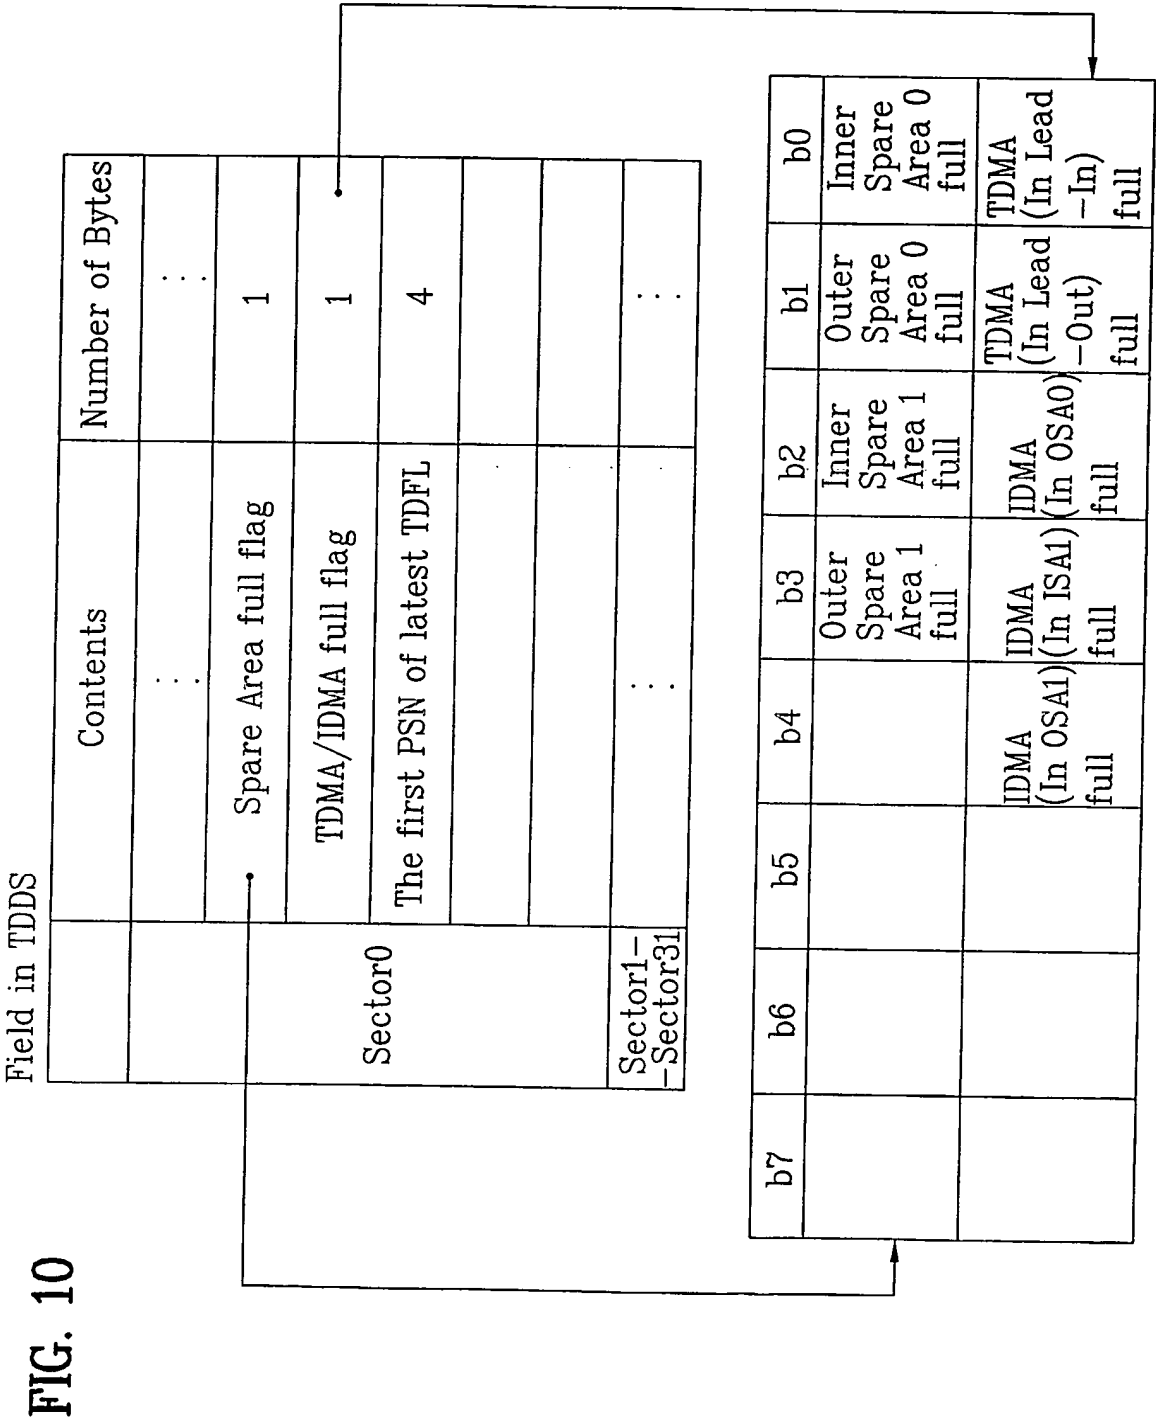 FIG. 10
Field in TDDS
Contents
Number of Bytes
...
...
Sector0
Spare Area full flag
1
TDMA/IDMA full flag
1
The first PSN of latest TDFL
4
Sector1-
-Sector31
...
...
b7
b6
b5
b4
b3
b2
b1
b0
Outer
Spare
Area 1
full
Inner
Spare
Area 1
full
Outer
Spare
Area 0
full
Inner
Spare
Area 0
full
IDMA
(In OSA1)
full
IDMA
(In ISA1)
full
IDMA
(In OSA0)
full
TDMA
(In Lead
-Out)
full
TDMA
(In Lead
-In)
full